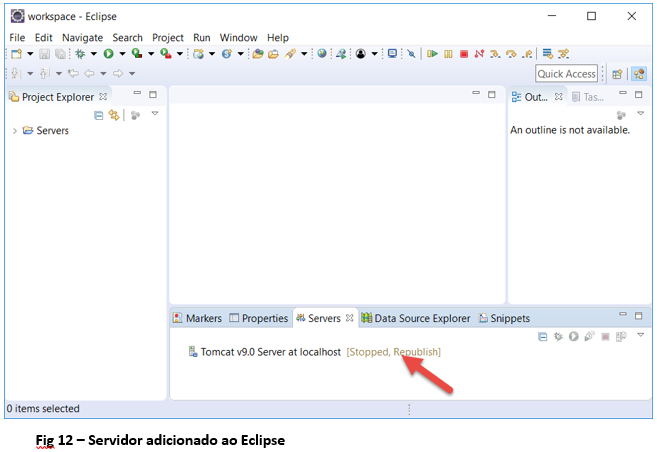 workspace - Eclipse
File Edit Navigate Search Project Run Window Help
Quick Access
Project Explorer
Out...
Tas...
Servers
An outline is not available.
Markers
Properties
Servers
Data Source Explorer
Snippets
Tomcat v9.0 Server at localhost [Stopped, Republish]
0 items selected
Fig 12 – Servidor adicionado ao Eclipse